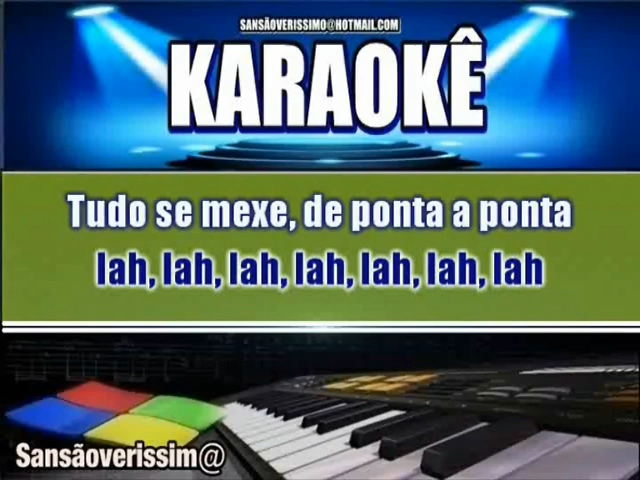 SANSÃOVERISSIMO@HOTMAIL.COM
KARAOKÊ
Tudo se mexe, de ponta a ponta
lah, lah, lah, lah, lah, lah, lah
Sansãoverissim@